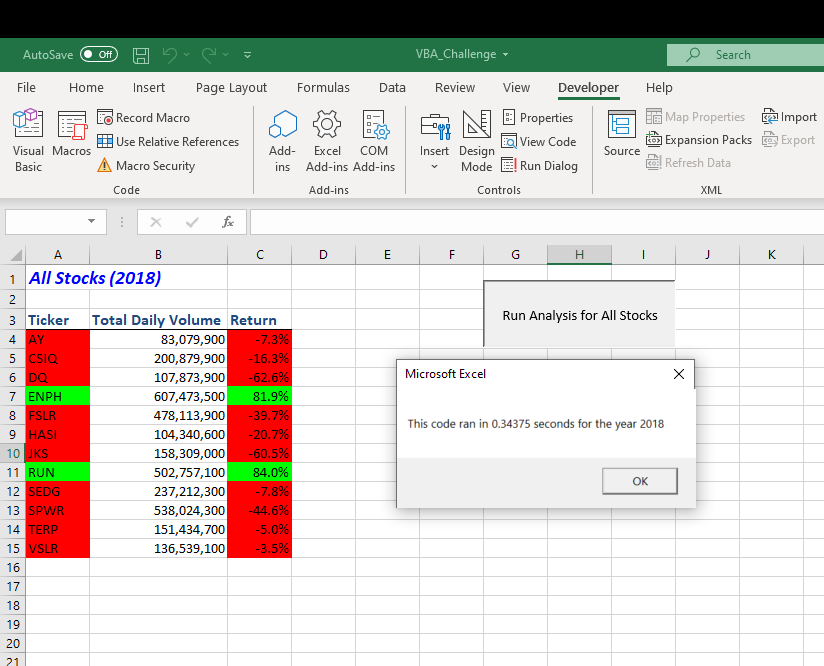 AutoSave Off VBA_Challenge Search
File Home Insert Page Layout Formulas Data Review View Developer Help
Visual Basic
Macros
Record Macro
Use Relative References
Macro Security
Code
Add-ins
Excel Add-ins
COM Add-ins
Add-ins
Insert
Design Mode
Properties
View Code
Run Dialog
Controls
Source
Map Properties
Expansion Packs
Refresh Data
Import
Export
XML
fx
A B C D E F G H I J K
1 All Stocks (2018)
2
3 Ticker Total Daily Volume Return
4 AY 83,079,900 -7.3%
5 CSIQ 200,879,900 -16.3%
6 DQ 107,873,900 -62.6%
7 ENPH 607,473,500 81.9%
8 FSLR 478,113,900 -39.7%
9 HASI 104,340,600 -20.7%
10 JKS 158,309,000 -60.5%
11 RUN 502,757,100 84.0%
12 SEDG 237,212,300 -7.8%
13 SPWR 538,024,300 -44.6%
14 TERP 151,434,700 -5.0%
15 VSLR 136,539,100 -3.5%
16
17
18
19
20
21
Run Analysis for All Stocks
Microsoft Excel
This code ran in 0.34375 seconds for the year 2018
OK